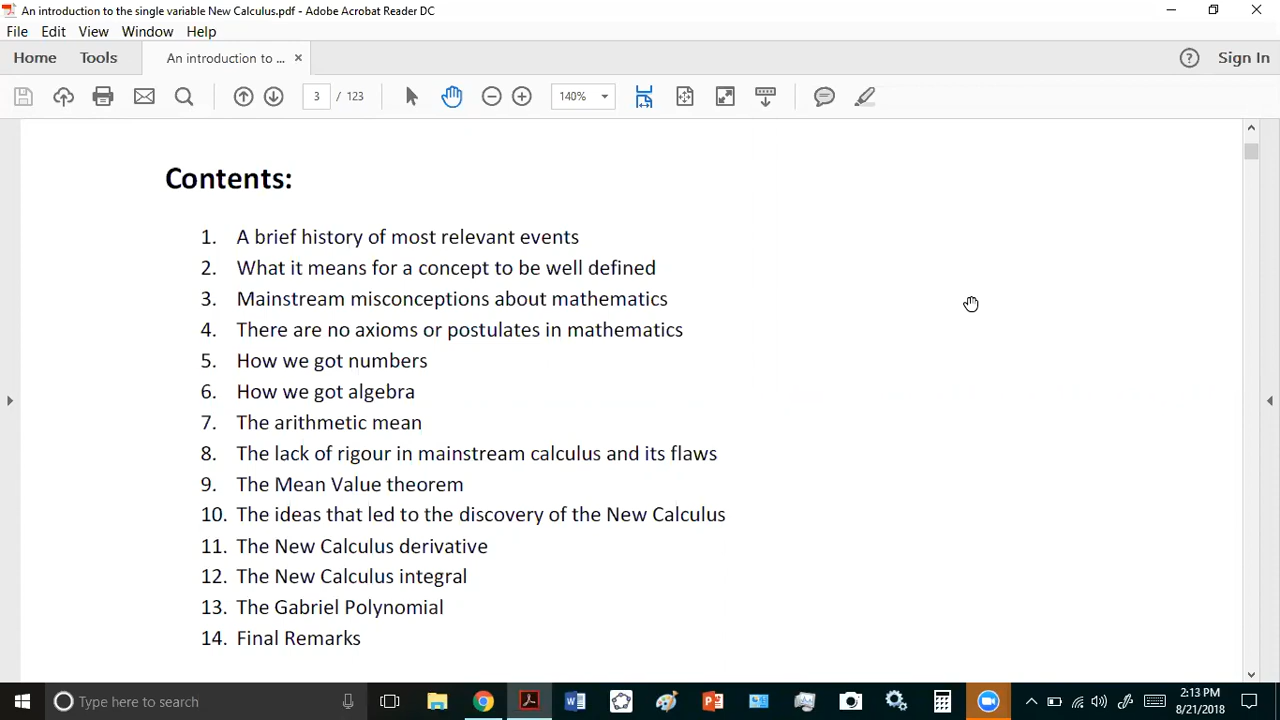 An introduction to the single variable New Calculus.pdf - Adobe Acrobat Reader DC
File Edit View Window Help
Home Tools An introduction to ... × Sign In
3 / 123 140%
Contents:
1. A brief history of most relevant events
2. What it means for a concept to be well defined
3. Mainstream misconceptions about mathematics
4. There are no axioms or postulates in mathematics
5. How we got numbers
6. How we got algebra
7. The arithmetic mean
8. The lack of rigour in mainstream calculus and its flaws
9. The Mean Value theorem
10. The ideas that led to the discovery of the New Calculus
11. The New Calculus derivative
12. The New Calculus integral
13. The Gabriel Polynomial
14. Final Remarks
Type here to search
2:13 PM
8/21/2018